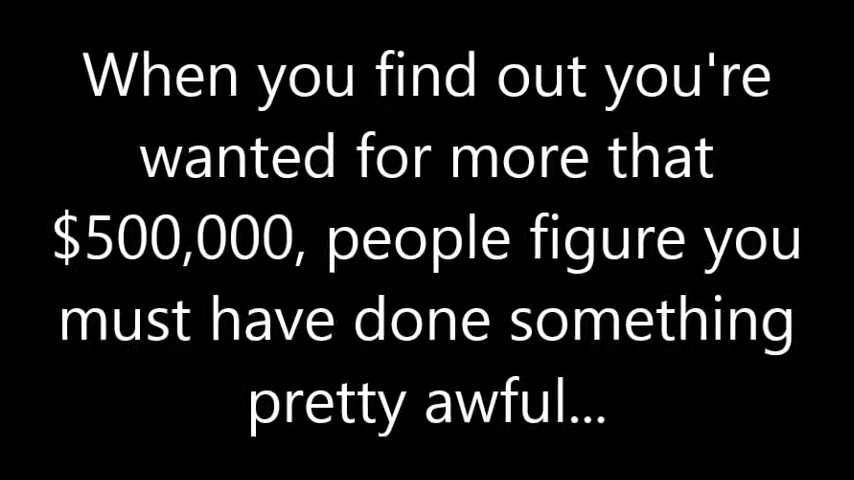 When you find out you're
wanted for more that
$500,000, people figure you
must have done something
pretty awful...